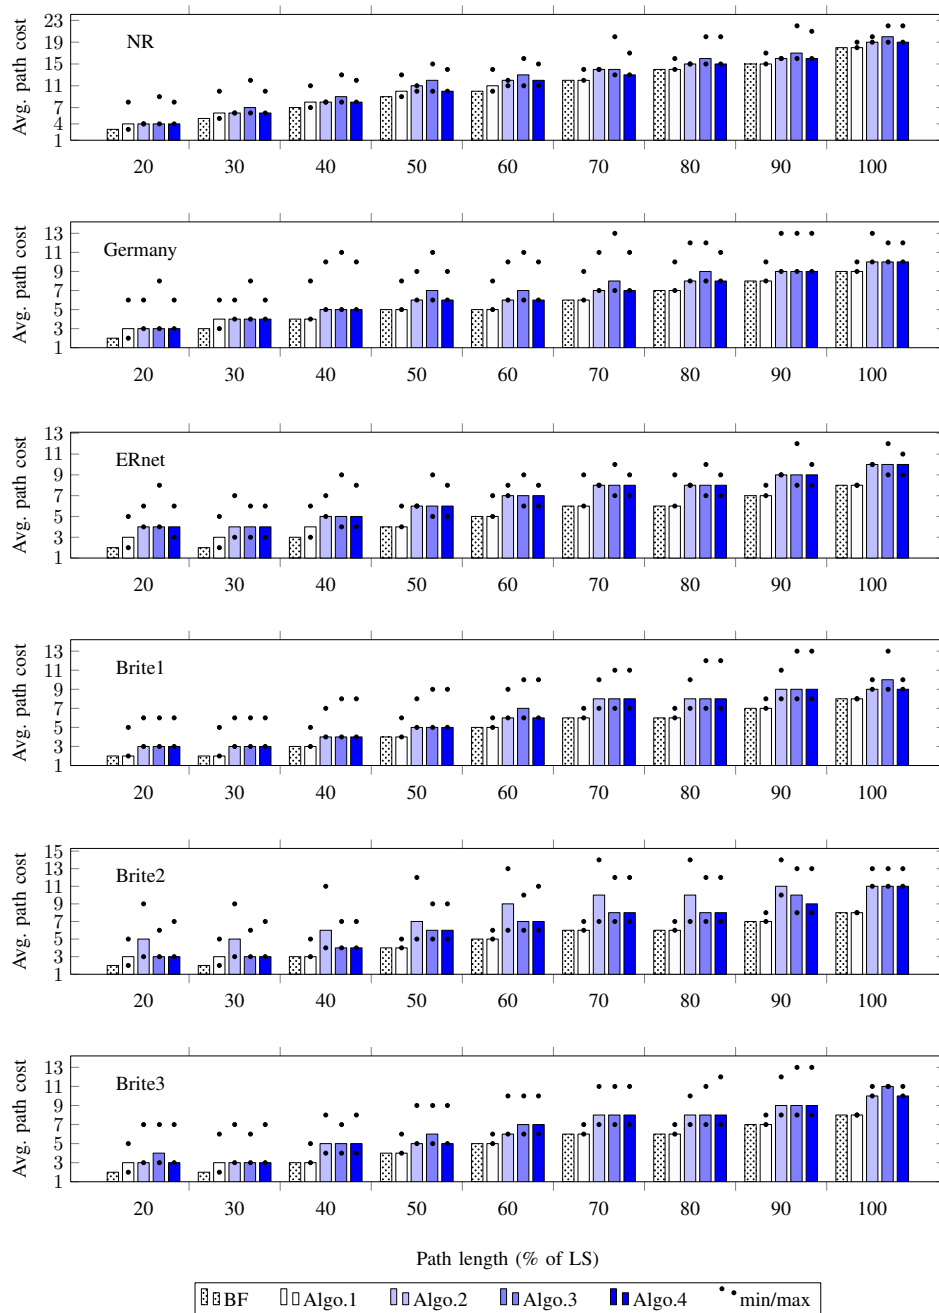 NR
Avg. path cost
23
19
15
11
7
4
1
20 30 40 50 60 70 80 90 100
Germany
Avg. path cost
13
11
9
7
5
3
1
20 30 40 50 60 70 80 90 100
ERnet
Avg. path cost
13
11
9
7
5
3
1
20 30 40 50 60 70 80 90 100
Brite1
Avg. path cost
13
11
9
7
5
3
1
20 30 40 50 60 70 80 90 100
Brite2
Avg. path cost
15
13
11
9
7
5
3
1
20 30 40 50 60 70 80 90 100
Brite3
Avg. path cost
13
11
9
7
5
3
1
20 30 40 50 60 70 80 90 100
Path length (% of LS)
BF Algo.1 Algo.2 Algo.3 Algo.4 min/max